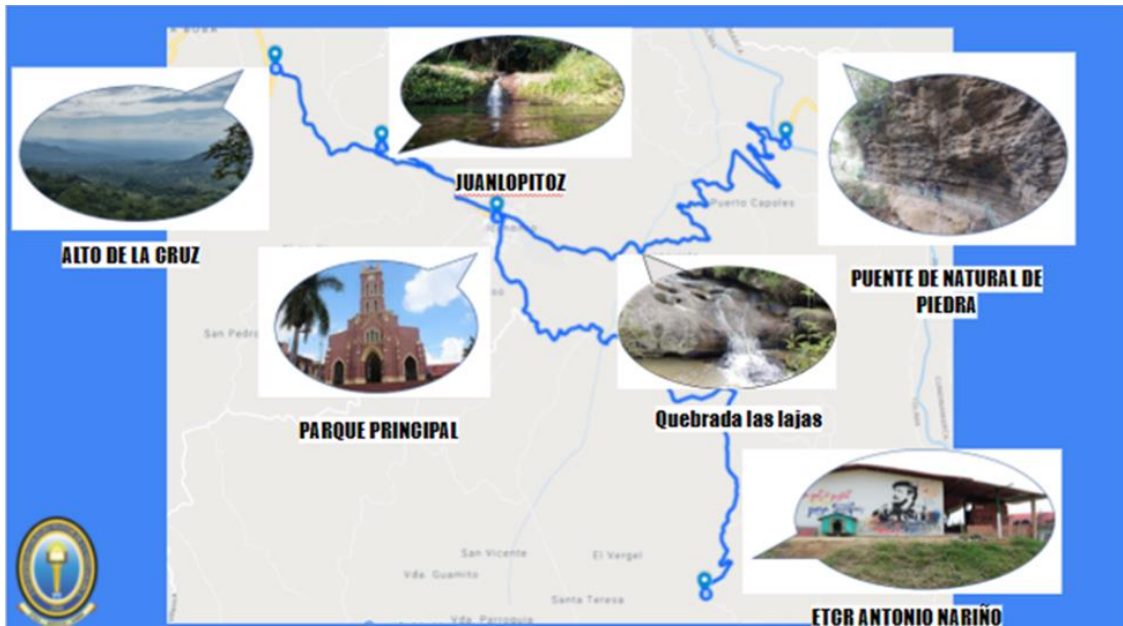 JUANLOPITOZ
ALTO DE LA CRUZ
Puerto Capoles
PUENTE DE NATURAL DE
PIEDRA
San Pedro
PARQUE PRINCIPAL
Quebrada las lajas
San Vicente
El Vergel
Vda. Guamito
Santa Teresa
Vda. Parroquia
ETCR ANTONIO NARIÑO